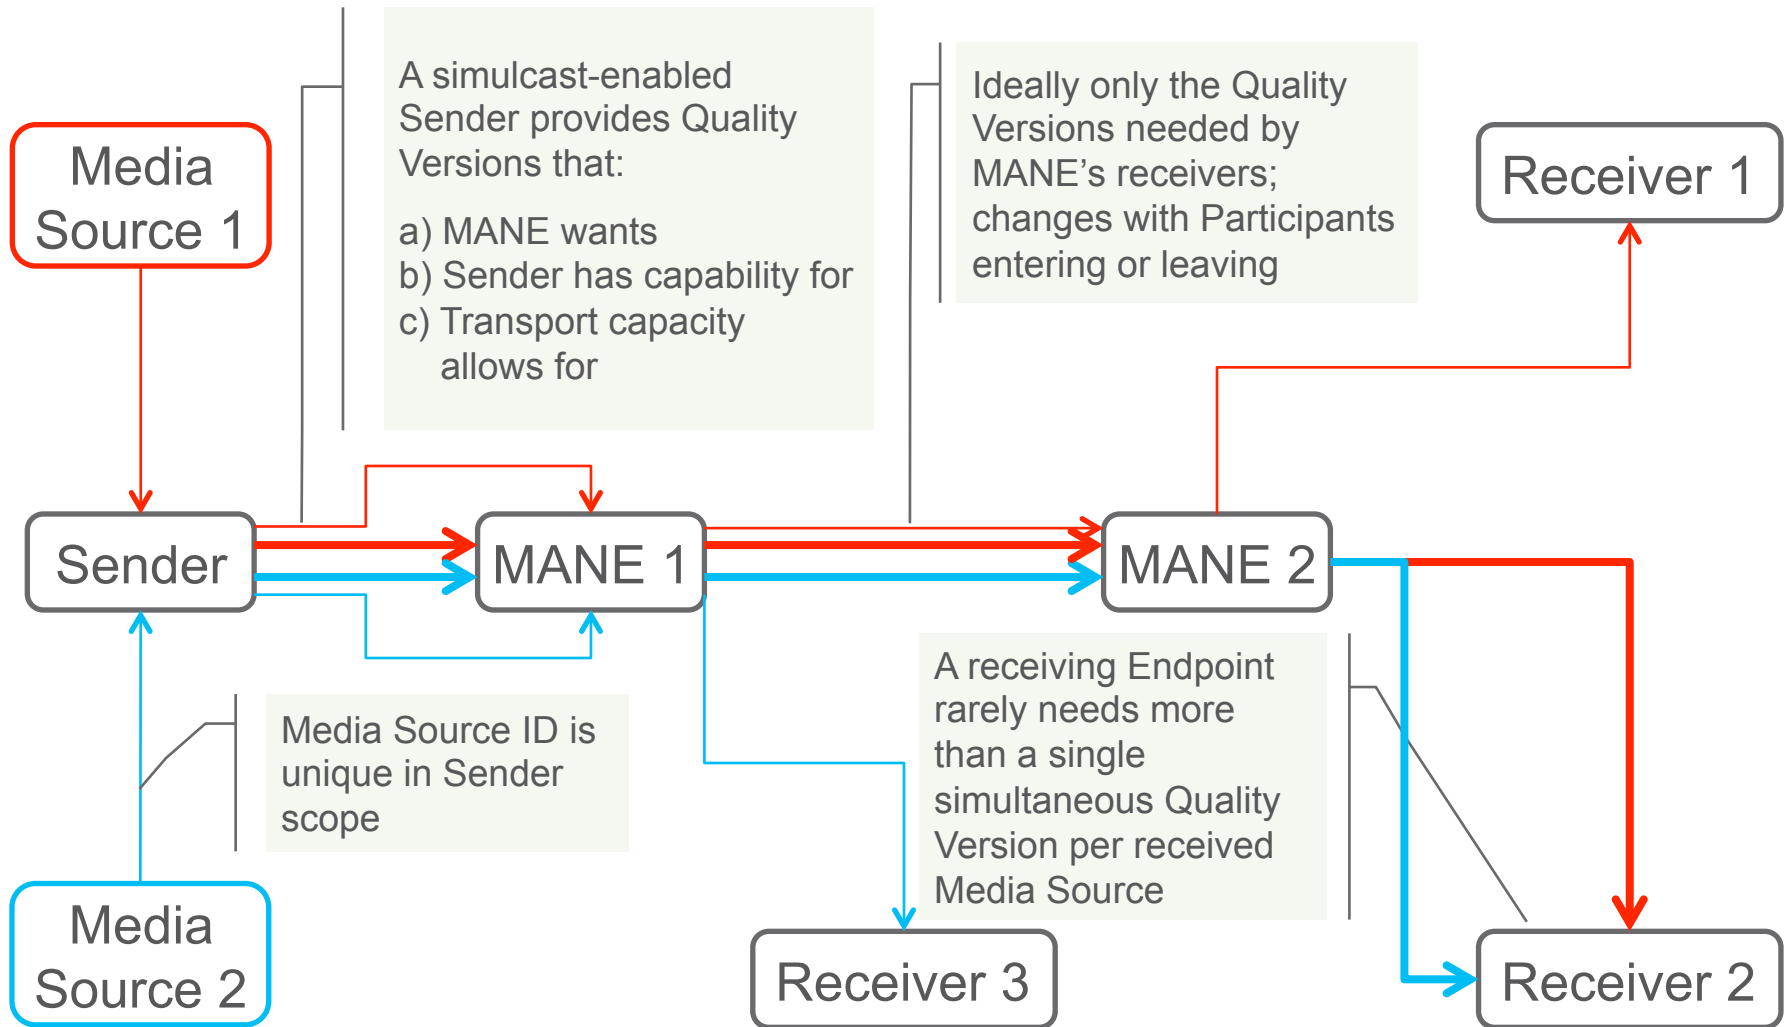 A simulcast-enabled
Sender provides Quality
Versions that:
a) MANE wants
b) Sender has capability for
c) Transport capacity
allows for
Ideally only the Quality
Versions needed by
MANE’s receivers;
changes with Participants
entering or leaving
Media
Source 1
Receiver 1
Sender
MANE 1
MANE 2
Media Source ID is
unique in Sender
scope
A receiving Endpoint
rarely needs more
than a single
simultaneous Quality
Version per received
Media Source
Media
Source 2
Receiver 3
Receiver 2